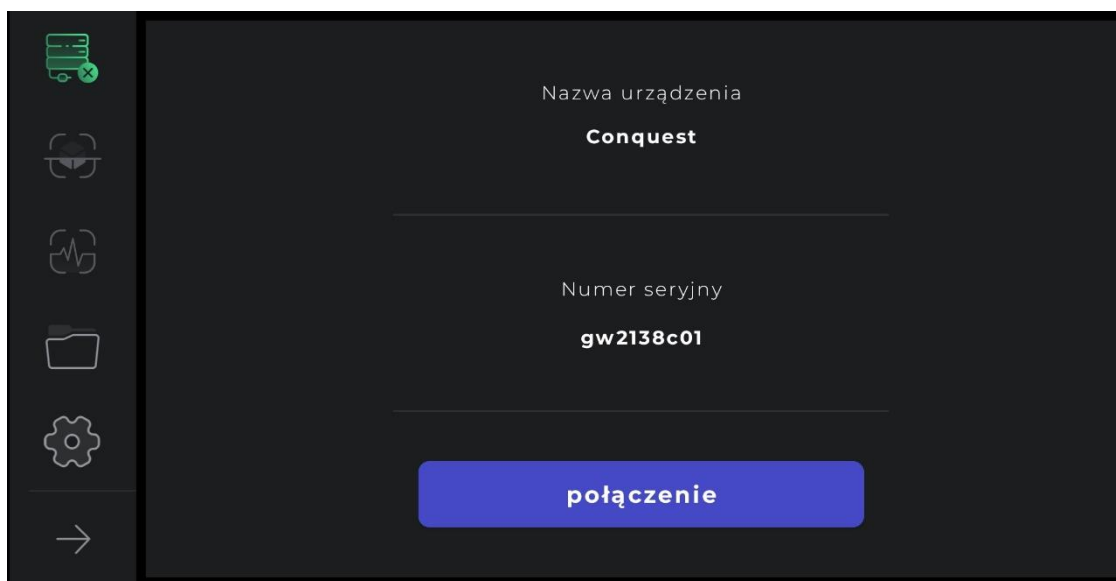 Nazwa urządzenia
Conquest
Numer seryjny
gw2138c01
połączenie